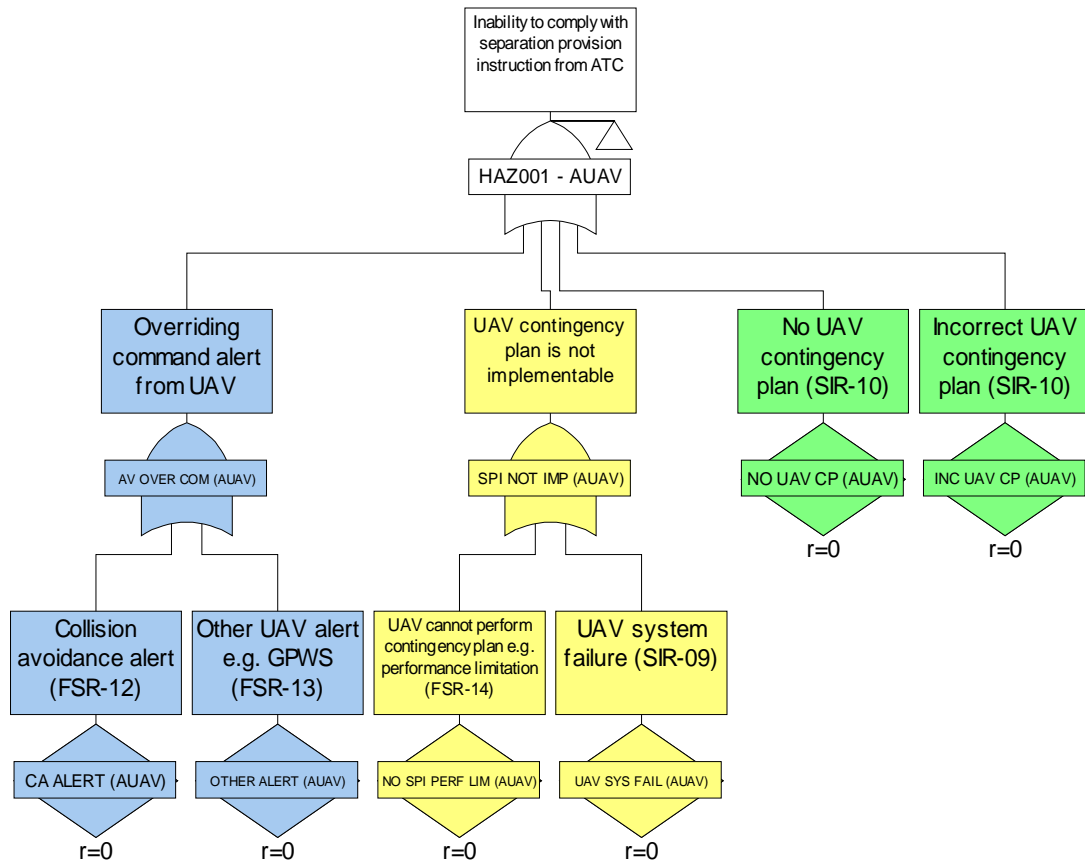 Inability to comply with
separation provision
instruction from ATC
HAZ001 - AUAV
Overriding
command alert
from UAV
UAV contingency
plan is not
implementable
No UAV
contingency
plan (SIR-10)
Incorrect UAV
contingency
plan (SIR-10)
AV OVER COM (AUAV)
SPI NOT IMP (AUAV)
NO UAV CP (AUAV)
INC UAV CP (AUAV)
r=0
r=0
Collision
avoidance alert
(FSR-12)
Other UAV alert
e.g. GPWS
(FSR-13)
UAV cannot perform
contingency plan e.g.
performance limitation
(FSR-14)
UAV system
failure (SIR-09)
CA ALERT (AUAV)
OTHER ALERT (AUAV)
NO SPI PERF LIM (AUAV)
UAV SYS FAIL (AUAV)
r=0
r=0
r=0
r=0